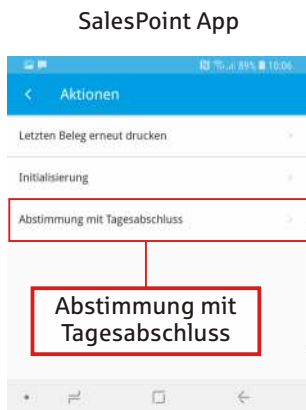 SalesPoint App
89% 10:06
Aktionen
Letzten Beleg erneut drucken
Initialisierung
Abstimmung mit Tagesabschluss
Abstimmung mit
Tagesabschluss